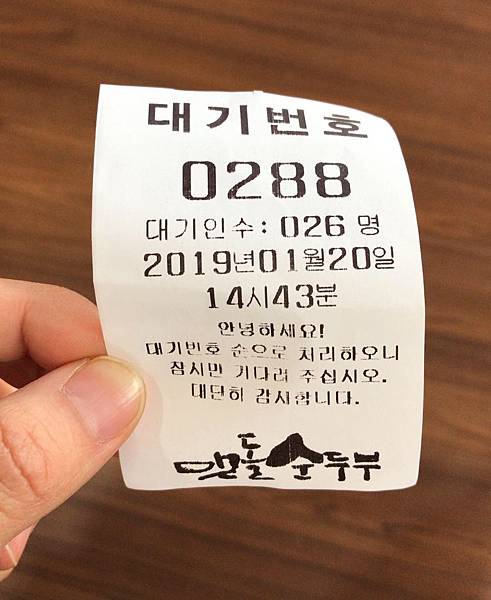 대기번호
0288
대기인수: 026 명
2019년01월20일
14시43분
안녕하세요!
대기번호 순으로 처리하오니
잠시만 기다려 주십시오.
대단히 감사합니다.
맷돌순두부